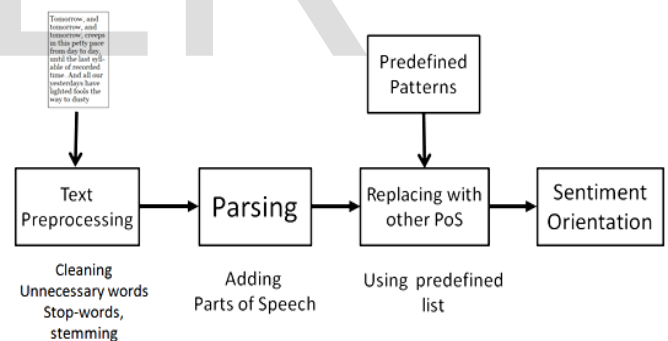 Tomorrow, and
tomorrow, and
tomorrow, creeps
in this petty pace
from day to day,
until the last syll-
able of recorded
time. And all our
yesterdays have
lighted fools the
way to dusty
Predefined
Patterns
Text
Preprocessing
Parsing
Replacing with
other PoS
Sentiment
Orientation
Cleaning
Unnecessary words
Stop-words,
stemming
Adding
Parts of Speech
Using predefined
list